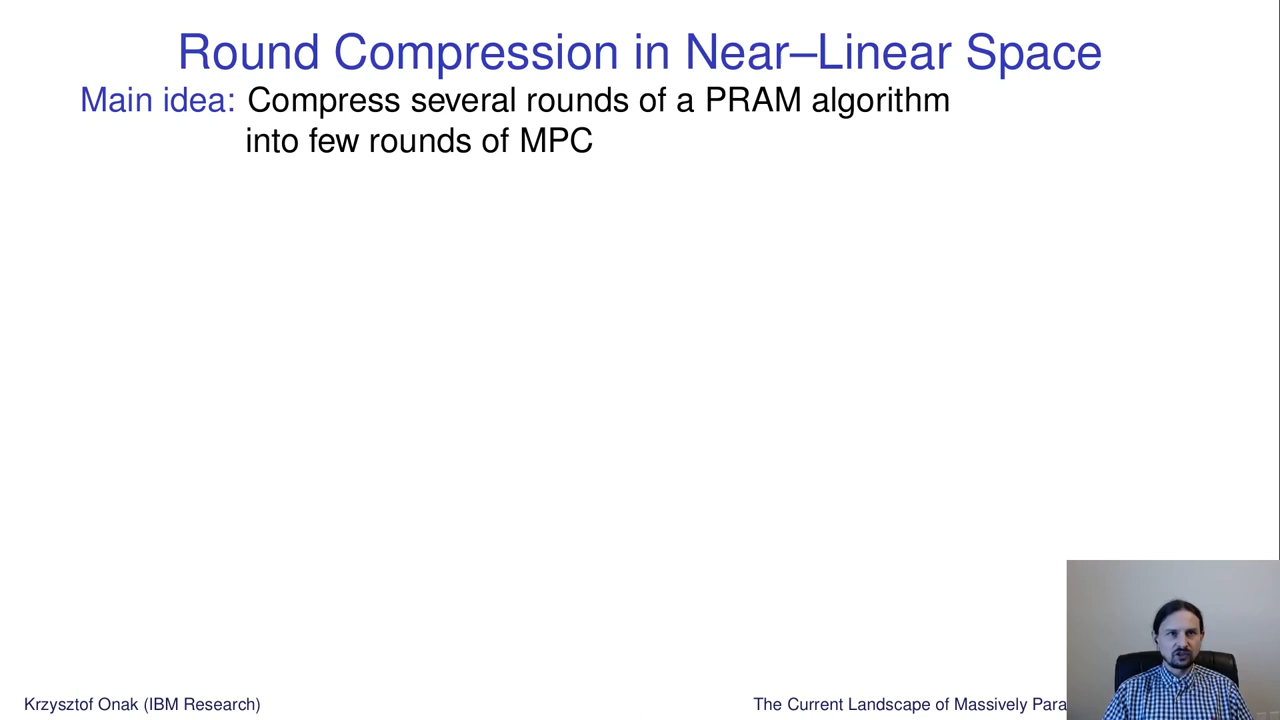 Round Compression in Near–Linear Space
Main idea: Compress several rounds of a PRAM algorithm
into few rounds of MPC
Krzysztof Onak (IBM Research)
The Current Landscape of Massively